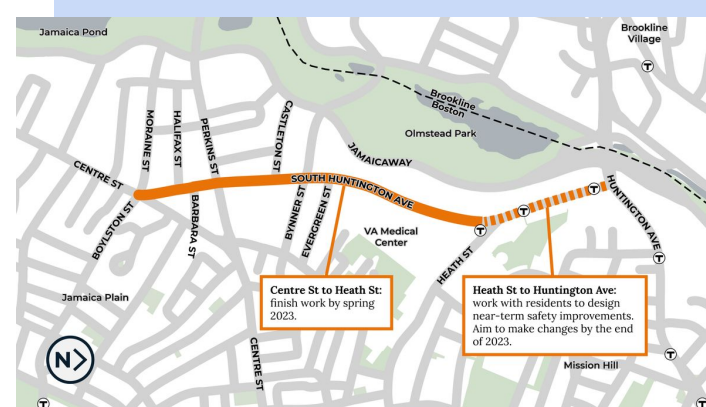 Jamaica Pond
Brookline
Village
T
Brookline
Boston
Olmstead Park
MORAINE ST
HALIFAX ST
PERKINS ST
CASTLETON ST
JAMAICAWAY
CENTRE ST
SOUTH HUNTINGTON AVE
T
T
T
HUNTINGTON AVE
BOYLSTON ST
BARBARA ST
BYNNER ST
EVERGREEN ST
VA Medical
Center
HEATH ST
T
Centre St to Heath St:
finish work by spring
2023.
Heath St to Huntington Ave:
work with residents to design
near-term safety improvements.
Aim to make changes by the end
of 2023.
Jamaica Plain
N
CENTRE ST
T
Mission Hill
T
T